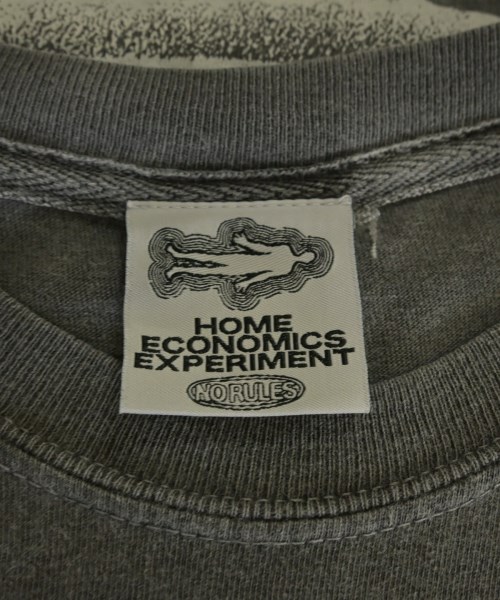 HOME
ECONOMICS
EXPERIMENT
NO RULES